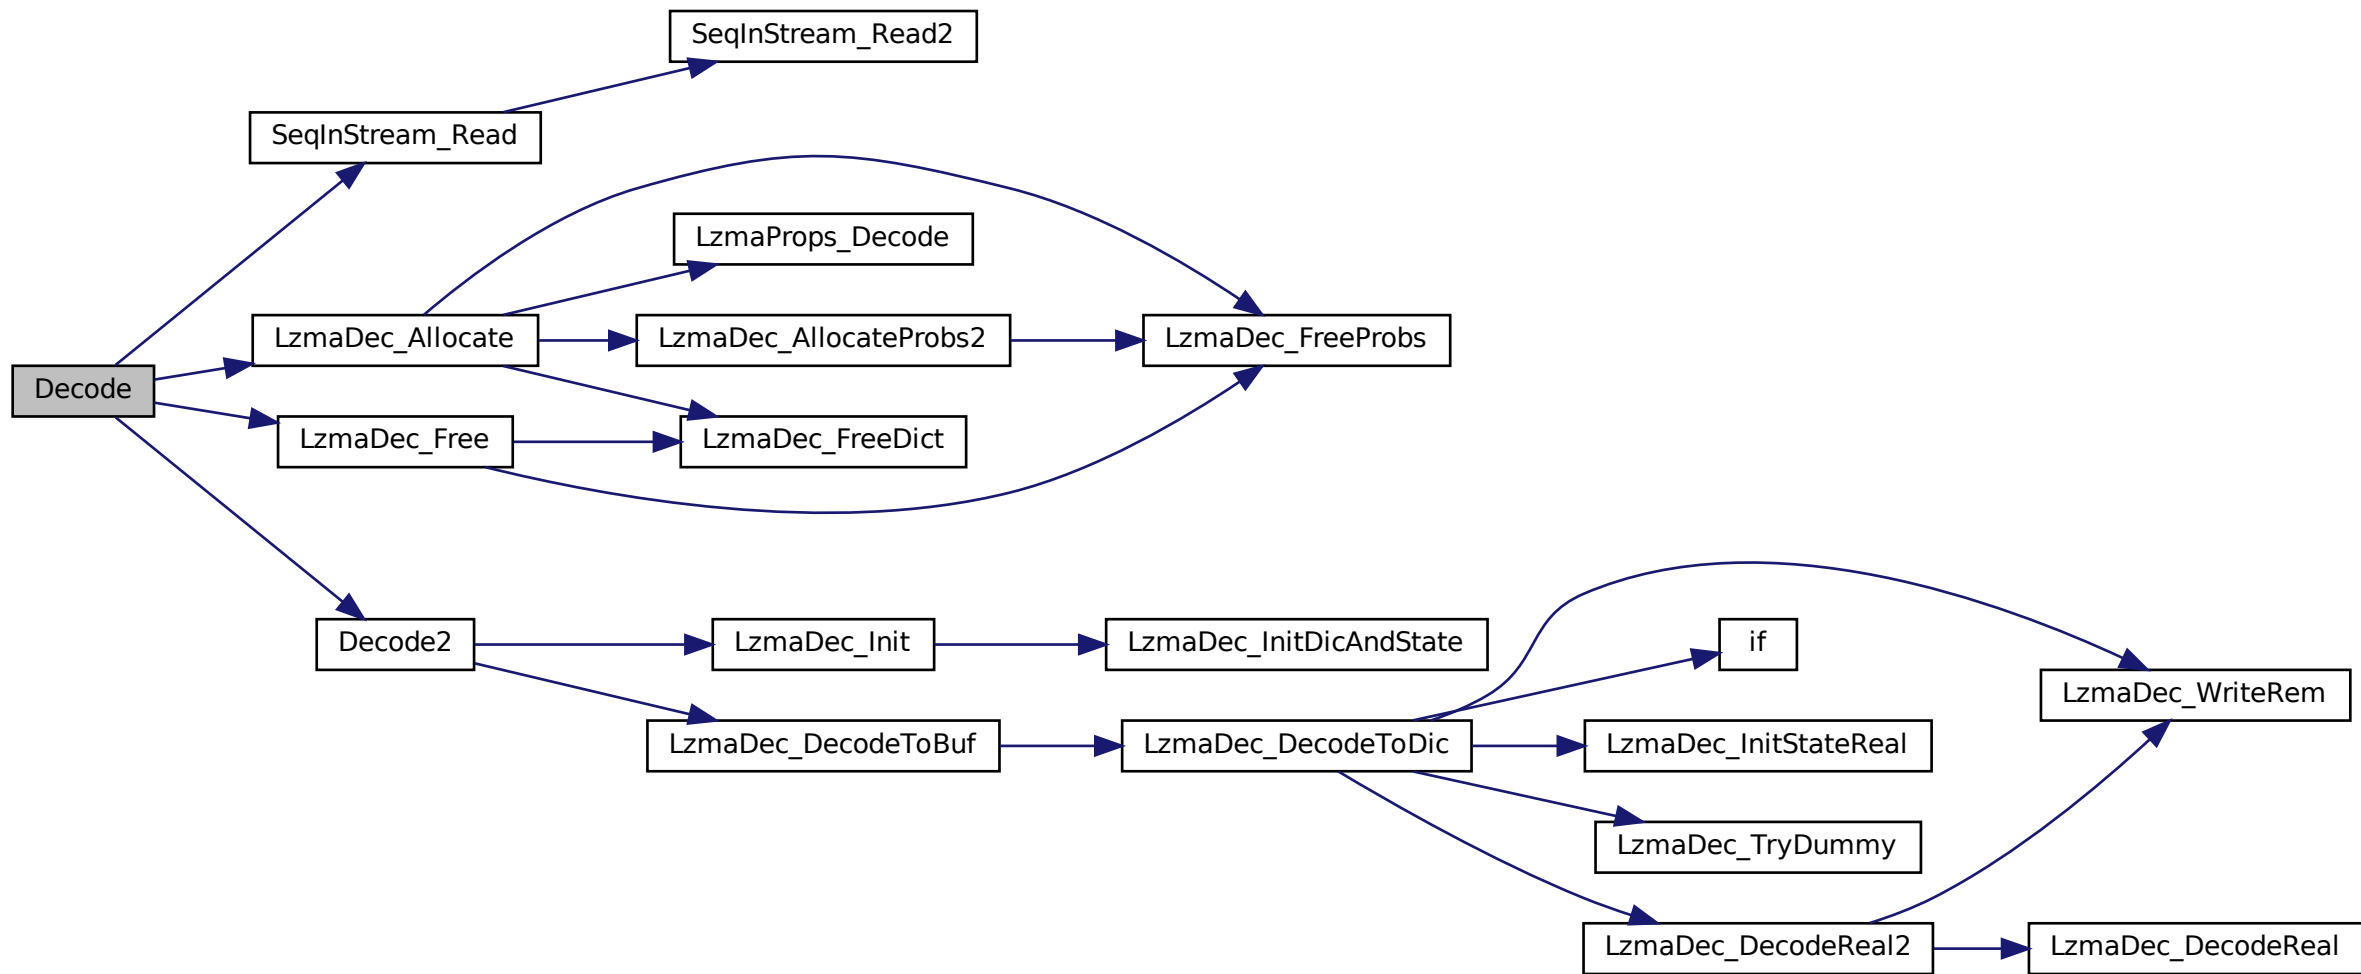 SeqInStream_Read2
SeqInStream_Read
LzmaProps_Decode
LzmaDec_Allocate
LzmaDec_AllocateProbs2
LzmaDec_FreeProbs
Decode
LzmaDec_Free
LzmaDec_FreeDict
Decode2
LzmaDec_Init
LzmaDec_InitDicAndState
if
LzmaDec_WriteRem
LzmaDec_DecodeToBuf
LzmaDec_DecodeToDic
LzmaDec_InitStateReal
LzmaDec_TryDummy
LzmaDec_DecodeReal2
LzmaDec_DecodeReal